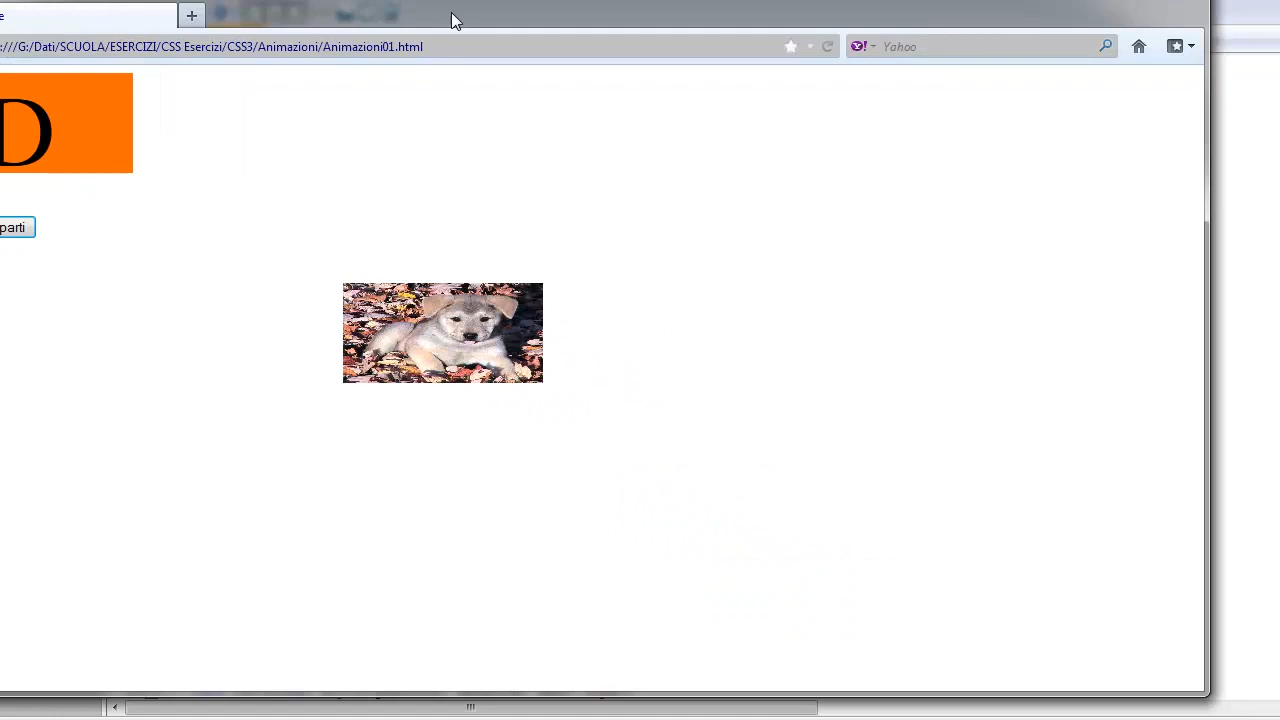 e
:///G:/Dati/SCUOLA/ESERCIZI/CSS Esercizi/CSS3/Animazioni/Animazioni01.html
Yahoo
D
parti